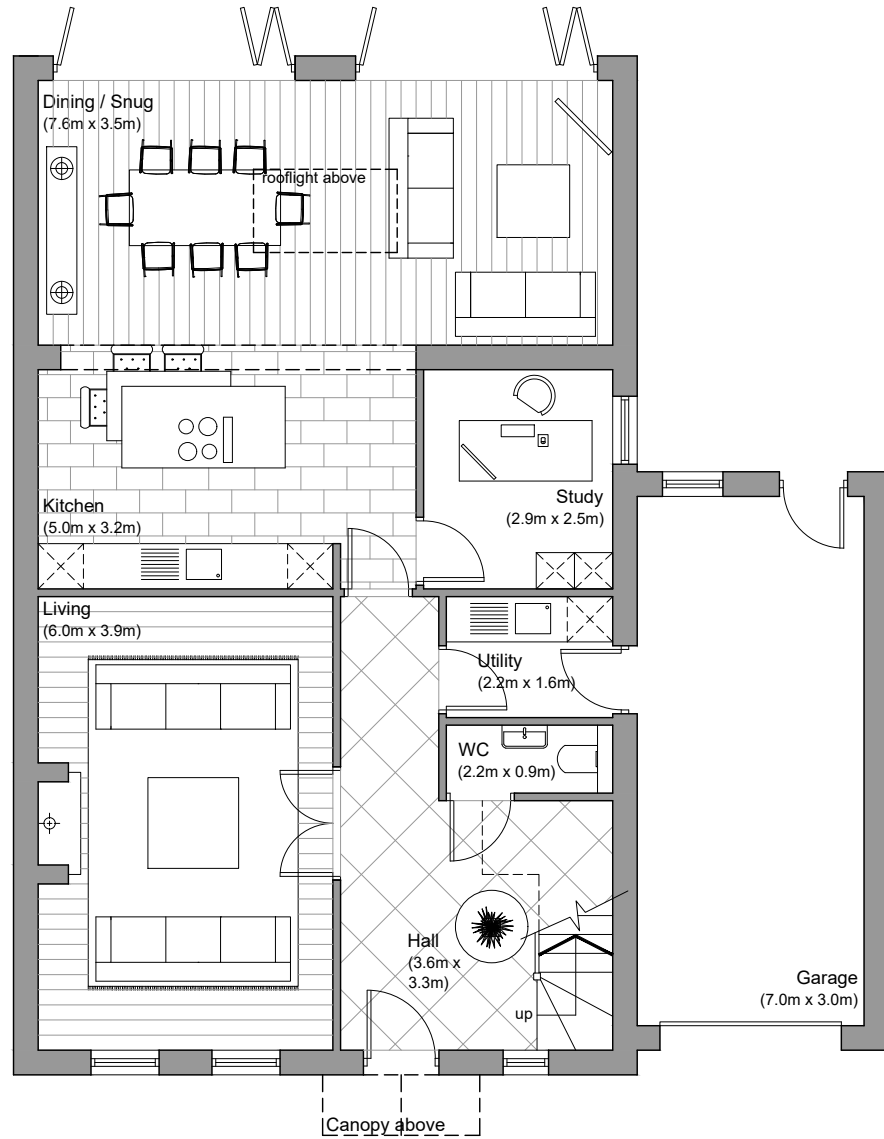 Dining / Snug
(7.6m x 3.5m)
rooflight above
Kitchen
(5.0m x 3.2m)
Study
(2.9m x 2.5m)
Living
(6.0m x 3.9m)
Utility
(2.2m x 1.6m)
WC
(2.2m x 0.9m)
Hall
(3.6m x
3.3m)
up
Garage
(7.0m x 3.0m)
Canopy above